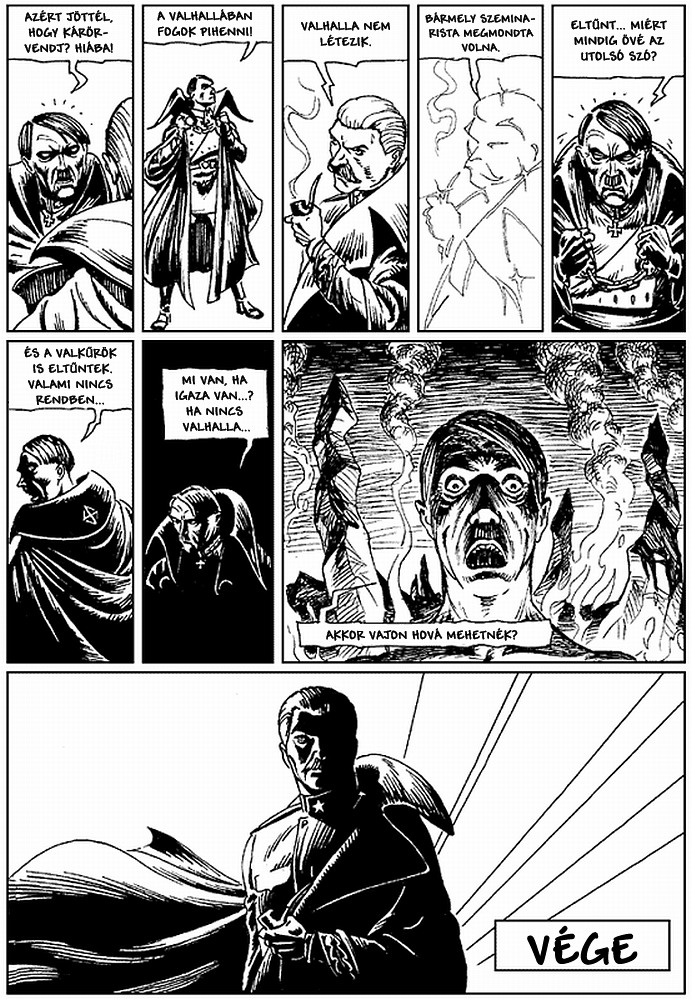 AZÉRT JÖTTÉL,
HOGY KÁRÖR-
VENDJ? HIÁBA!
A VALHALLÁBAN
FOGOK PIHENNI!
VALHALLA NEM
LÉTEZIK.
BÁRMELY SZEMINA-
RISTA MEGMONDTA
VOLNA.
ELTŰNT... MIÉRT
MINDIG ÖVÉ AZ
UTOLSÓ SZÓ?
ÉS A VALKŰRÖK
IS ELTŰNTEK.
VALAMI NINCS
RENDBEN...
MI VAN, HA
IGAZA VAN...?
HA NINCS
VALHALLA...
AKKOR VAJON HOVÁ MEHETNÉK?
VÉGE